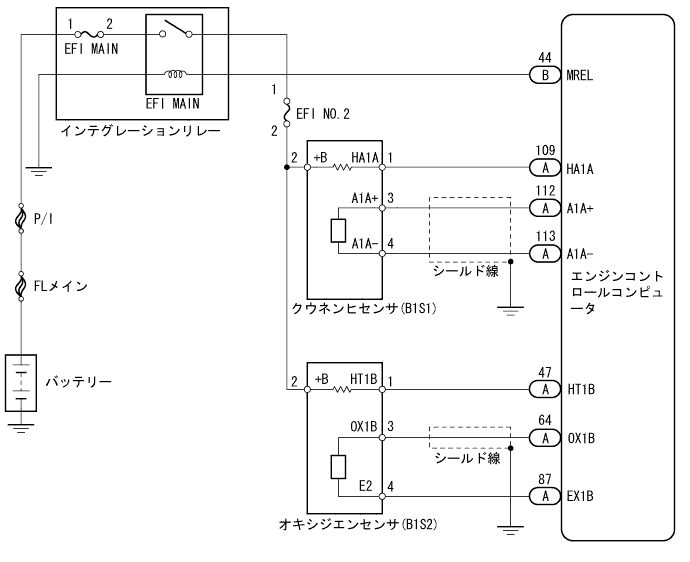 1 2
EFI MAIN
EFI MAIN
インテグレーションリレー
44
B MREL
1
EFI NO.2
2
109
2 +B HA1A 1 A HA1A
112
A1A+ 3 A A1A+
113
A1A- 4 A A1A-
シールド線
エンジンコント
ロールコンピュ
ータ
クウネンヒセンサ(B1S1)
P/I
FLメイン
バッテリー
47
2 +B HT1B 1 A HT1B
64
OX1B 3 A OX1B
シールド線
87
E2 4 A EX1B
オキシジエンセンサ(B1S2)